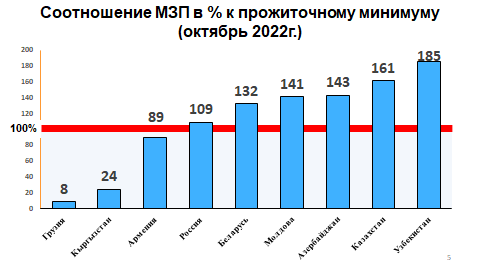 Соотношение МЗП в % к прожиточному минимуму
(октябрь 2022г.)
200
180
160
140
120
100%
80
60
40
20
0
8
24
89
109
132
141
143
161
185
Грузия
Кыргызстан
Армения
Россия
Беларусь
Молдова
Азербайджан
Казахстан
Узбекистан
5